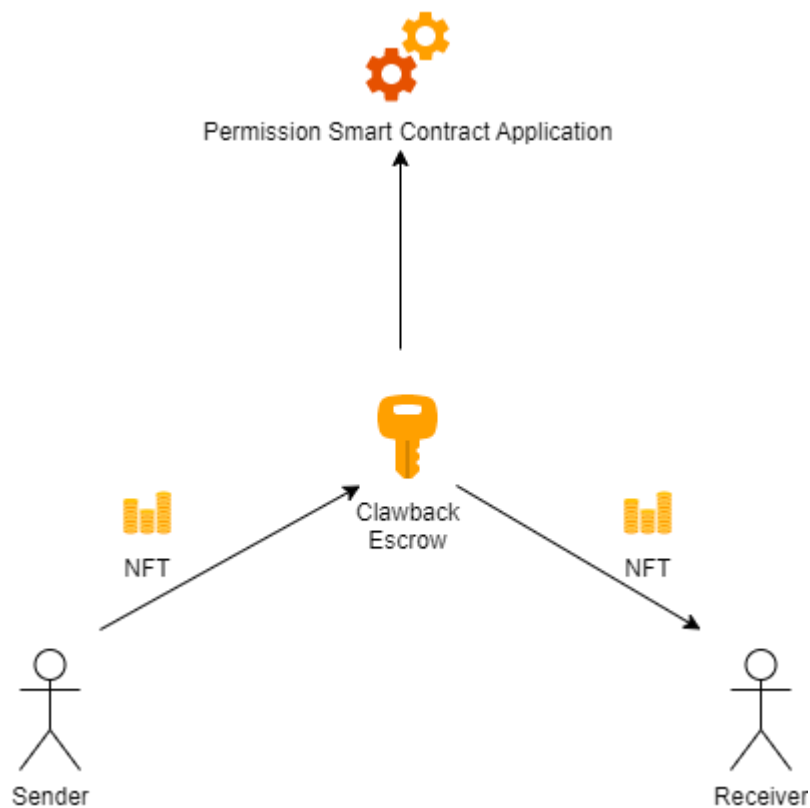 Permission Smart Contract Application
Clawback
Escrow
NFT
NFT
Sender
Receiver